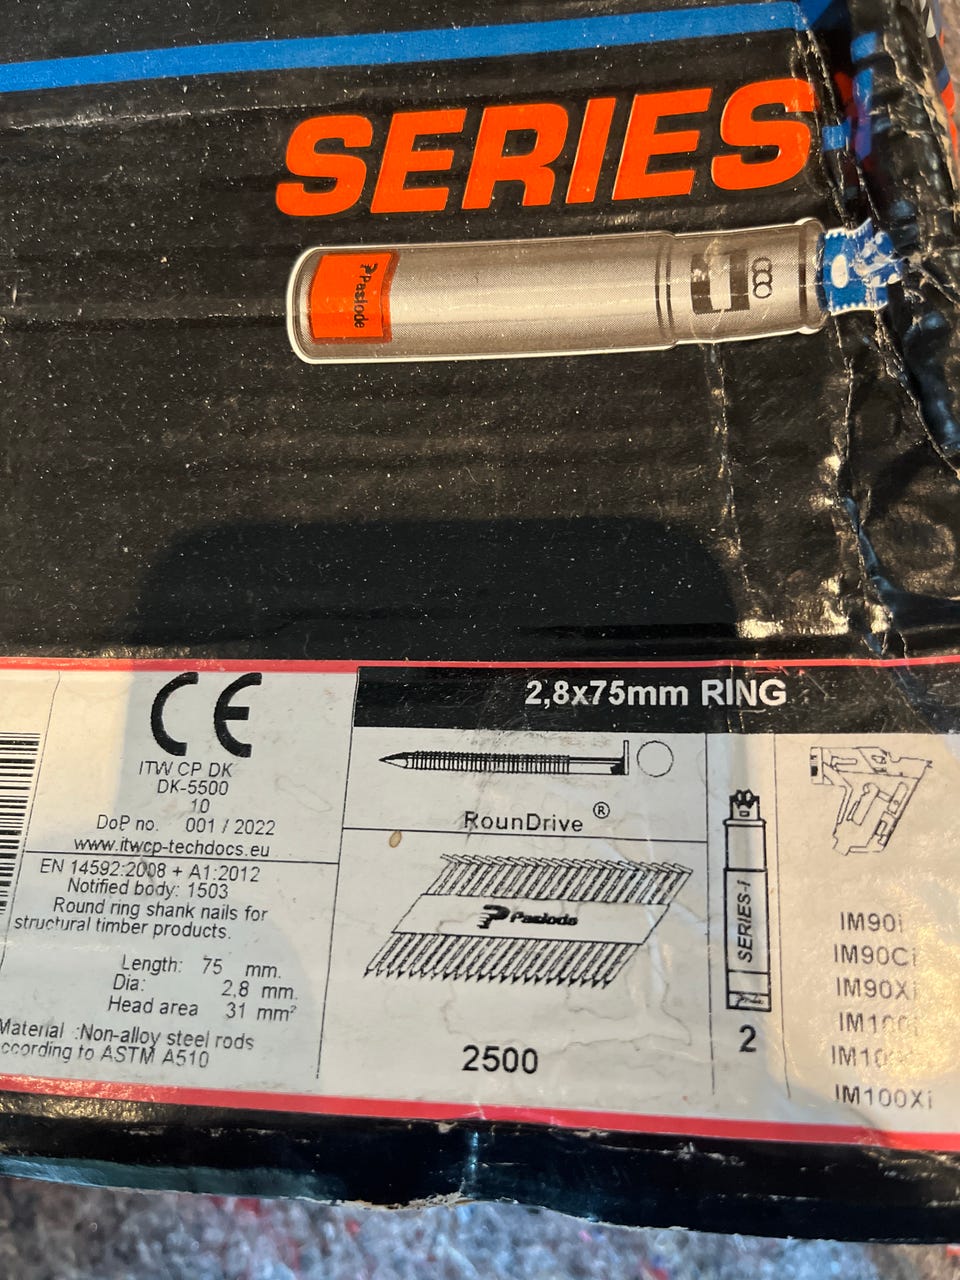 SERIES
Paslode
2,8x75mm RING
CE
ITW CP DK
DK-5500
10
DoP no. 001 / 2022
www.itwcp-techdocs.eu
EN 14592:2008 + A1:2012
Notified body: 1503
Round ring shank nails for
structural timber products.
Length: 75 mm.
Dia: 2,8 mm.
Head area 31 mm²
Material :Non-alloy steel rods
according to ASTM A510
RounDrive ®
Paslode
2500
SERIES-i
2
IM90i
IM90Ci
IM90Xi
IM100i
IM100Xi